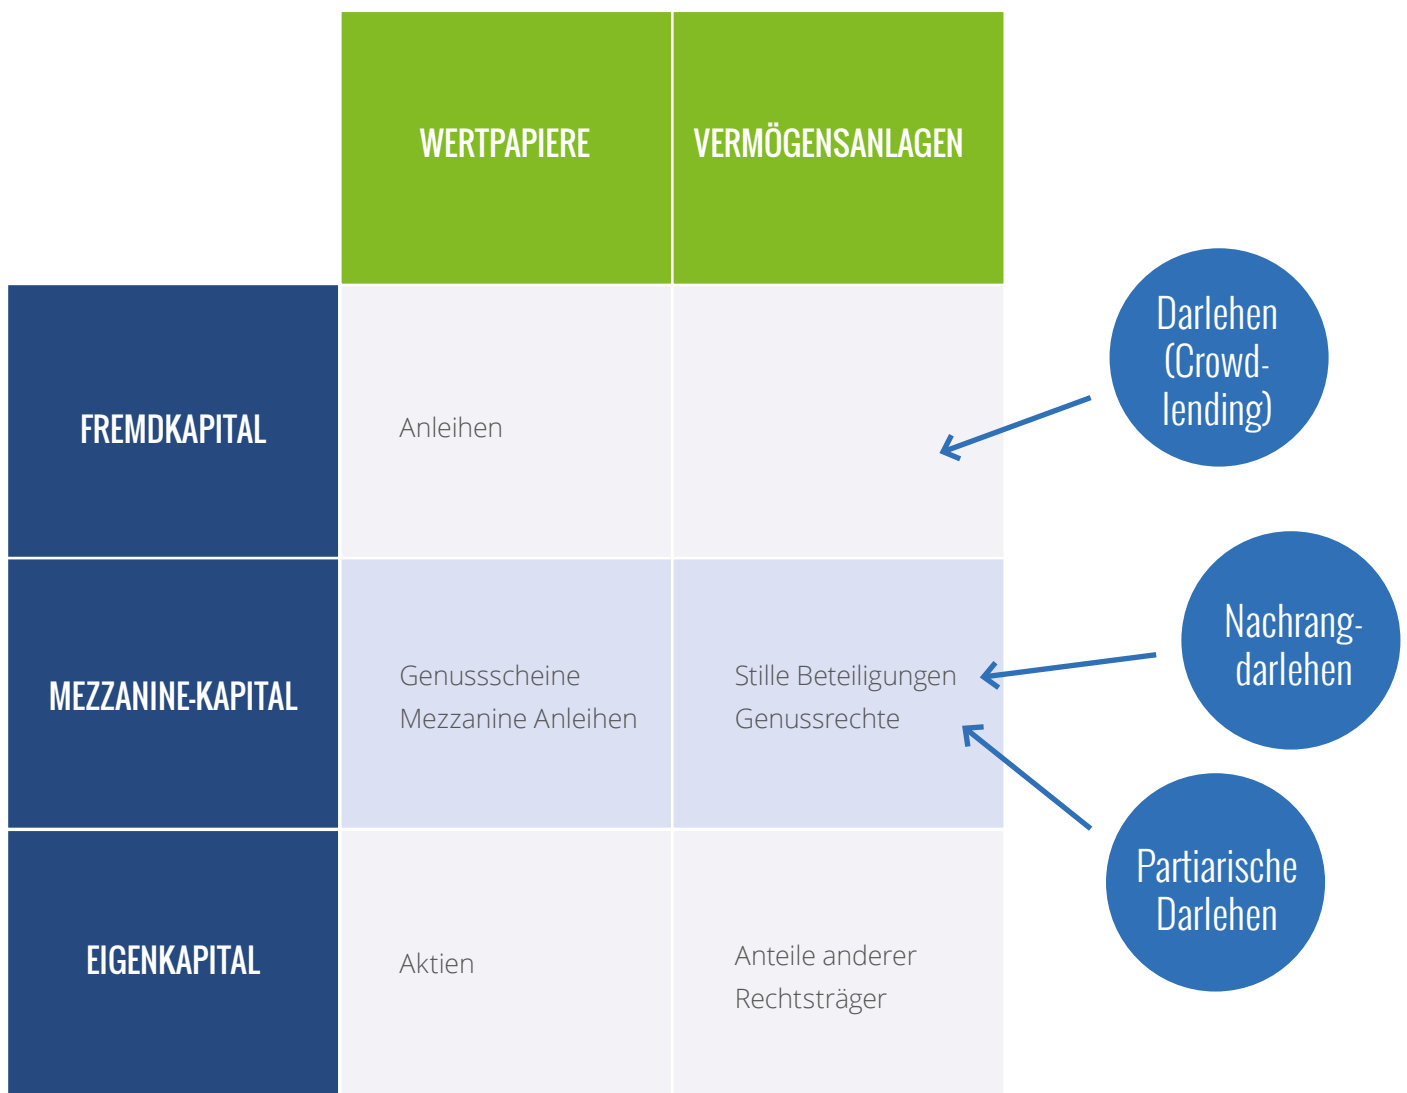 WERTPAPIERE
VERMÖGENSANLAGEN
FREMDKAPITAL
Anleihen
Darlehen
(Crowd-
lending)
MEZZANINE-KAPITAL
Genussscheine
Mezzanine Anleihen
Stille Beteiligungen
Genussrechte
Nachrang-
darlehen
Partiarische
Darlehen
EIGENKAPITAL
Aktien
Anteile anderer
Rechtsträger